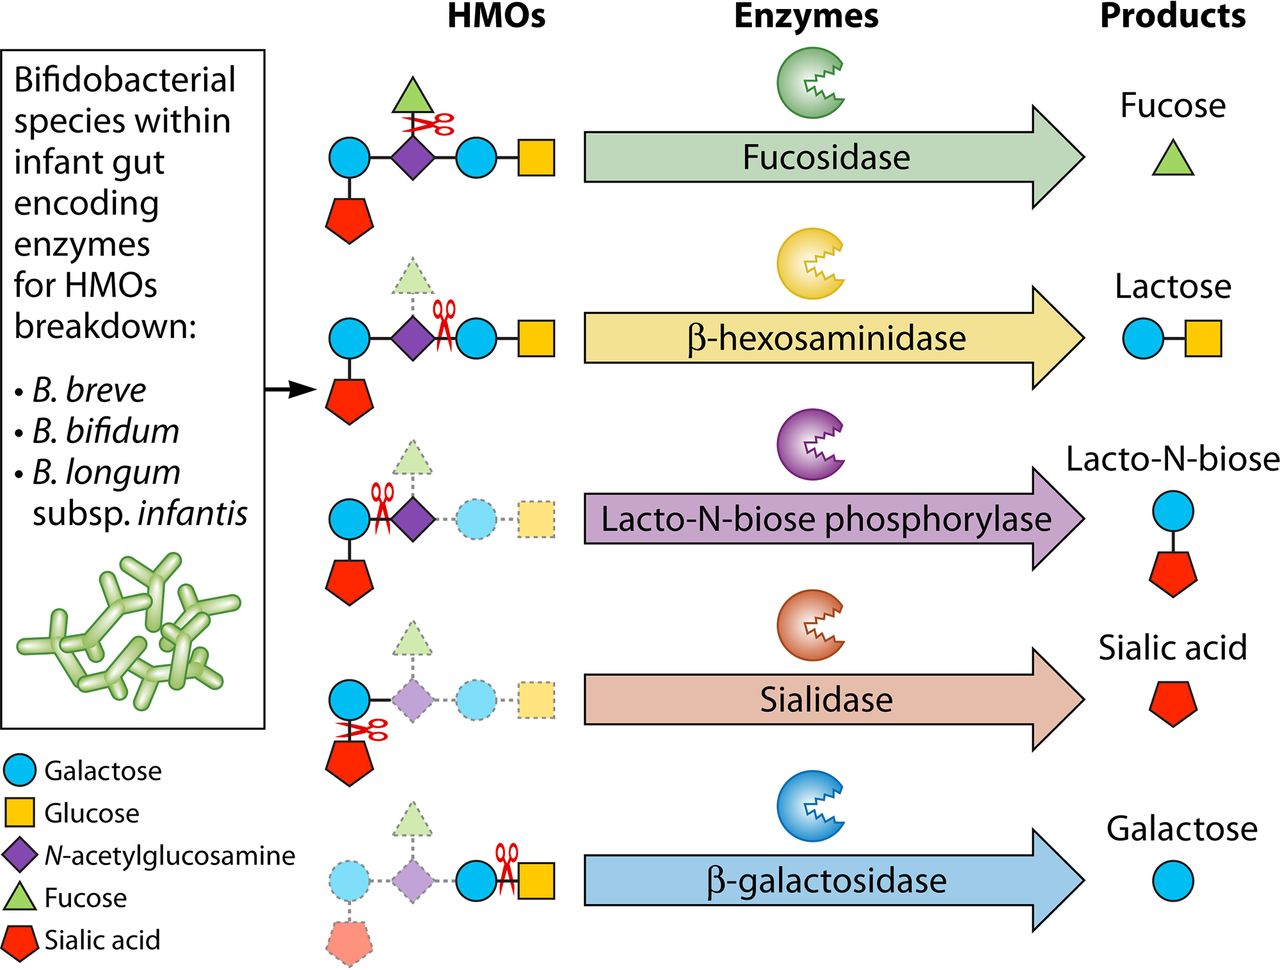 HMOs
Enzymes
Products
Bifidobacterial
species within
infant gut
encoding
enzymes
for HMOs
breakdown:
• B. breve
• B. bifidum
• B. longum
subsp. infantis
Fucosidase
Fucose
β-hexosaminidase
Lactose
Lacto-N-biose phosphorylase
Lacto-N-biose
Sialidase
Sialic acid
β-galactosidase
Galactose
Galactose
Glucose
N-acetylglucosamine
Fucose
Sialic acid